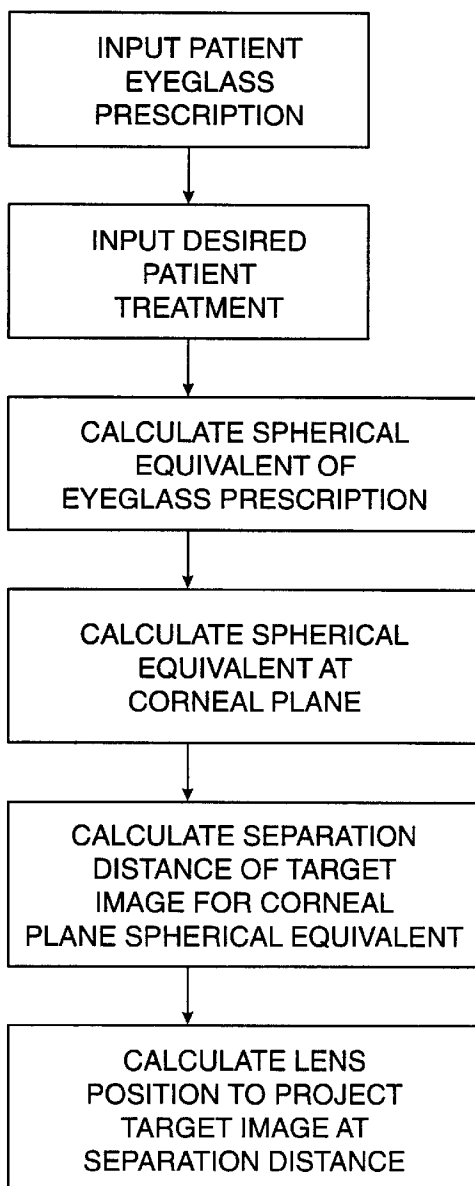 INPUT PATIENT
EYEGLASS
PRESCRIPTION
INPUT DESIRED
PATIENT
TREATMENT
CALCULATE SPHERICAL
EQUIVALENT OF
EYEGLASS PRESCRIPTION
CALCULATE SPHERICAL
EQUIVALENT AT
CORNEAL PLANE
CALCULATE SEPARATION
DISTANCE OF TARGET
IMAGE FOR CORNEAL
PLANE SPHERICAL EQUIVALENT
CALCULATE LENS
POSITION TO PROJECT
TARGET IMAGE AT
SEPARATION DISTANCE